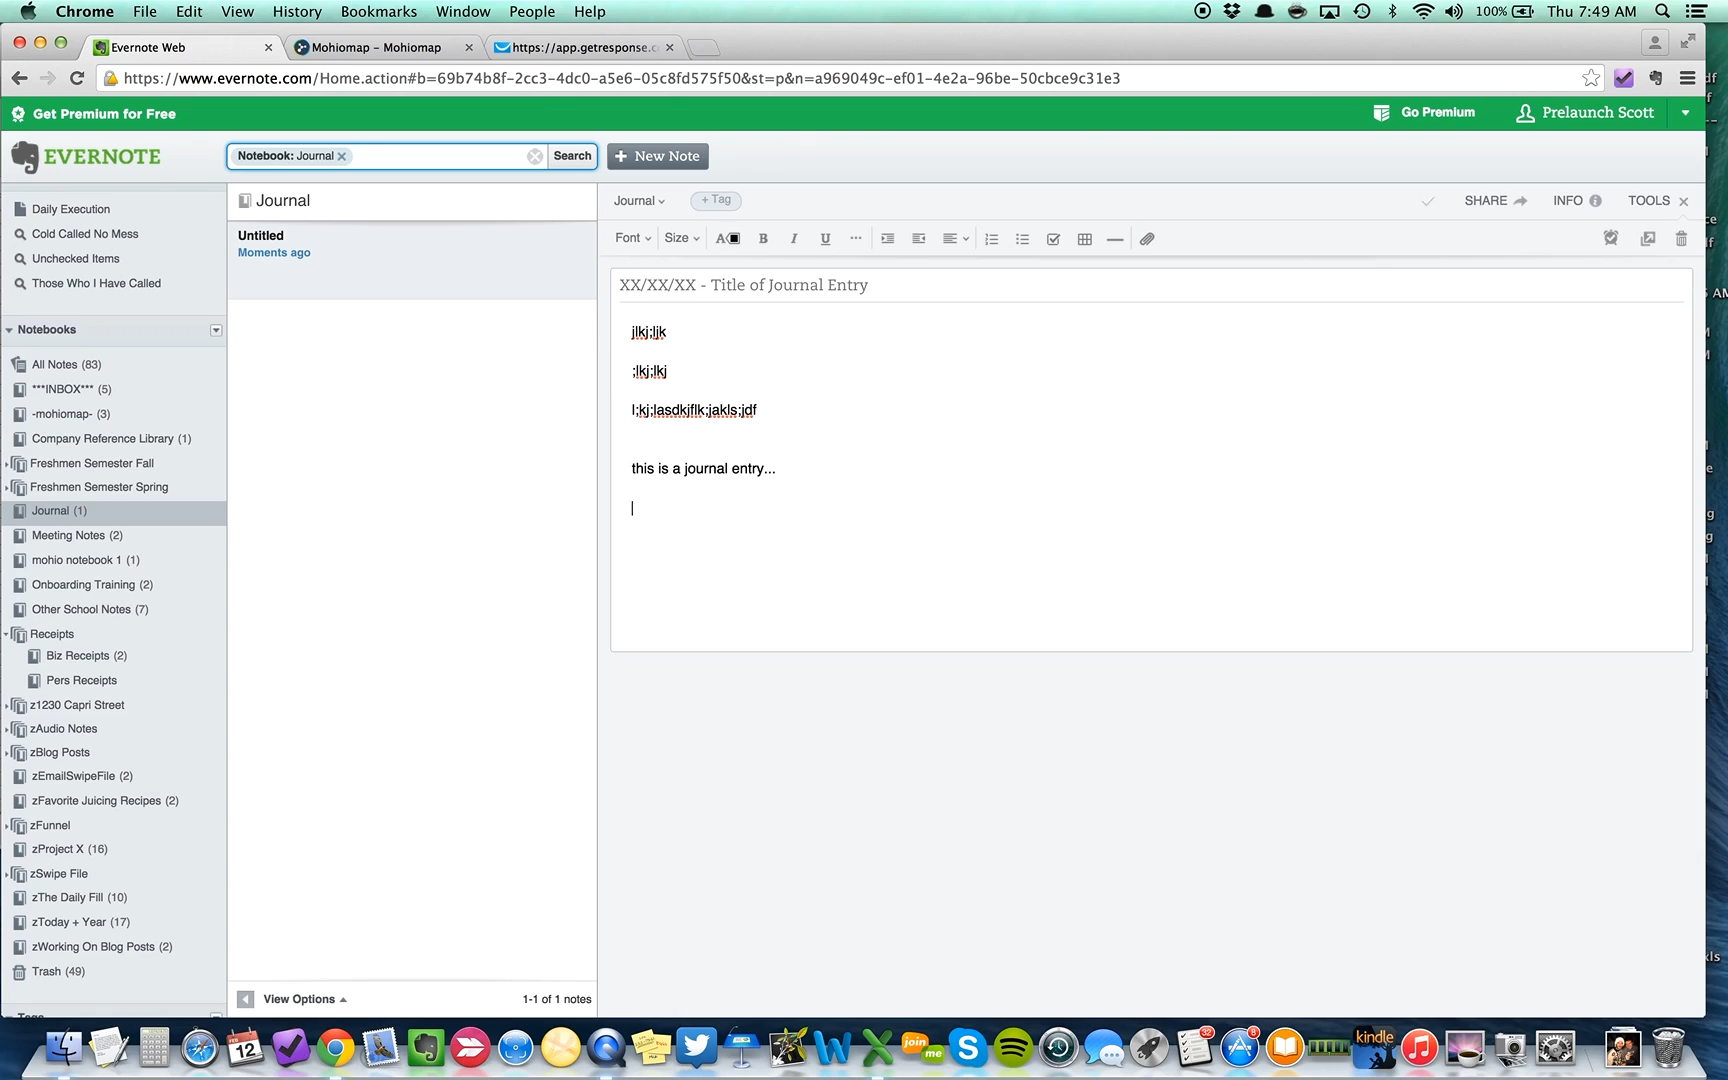 Chrome File Edit View History Bookmarks Window People Help 100% Thu 7:49 AM
Evernote Web Mohiomap - Mohiomap https://app.getresponse.c
https://www.evernote.com/Home.action#b=69b74b8f-2cc3-4dc0-a5e6-05c8fd575f50&st=p&n=a969049c-ef01-4e2a-96be-50cbce9c31e3
Get Premium for Free Go Premium Prelaunch Scott
EVERNOTE Notebook: Journal Search + New Note
Daily Execution
Cold Called No Mess
Unchecked Items
Those Who I Have Called
Notebooks
All Notes (83)
***INBOX*** (5)
-mohiomap- (3)
Company Reference Library (1)
Freshmen Semester Fall
Freshmen Semester Spring
Journal (1)
Meeting Notes (2)
mohio notebook 1 (1)
Onboarding Training (2)
Other School Notes (7)
Receipts
Biz Receipts (2)
Pers Receipts
z1230 Capri Street
zAudio Notes
zBlog Posts
zEmailSwipeFile (2)
zFavorite Juicing Recipes (2)
zFunnel
zProject X (16)
zSwipe File
zThe Daily Fill (10)
zToday + Year (17)
zWorking On Blog Posts (2)
Trash (49)
Tags
Journal
Untitled
Moments ago
View Options 1-1 of 1 notes
Journal + Tag SHARE INFO TOOLS
Font Size A B I U
XX/XX/XX - Title of Journal Entry
jlkj;ljk
;lkj;lkj
l;kj;lasdkjflk;jakls;jdf
this is a journal entry...
FEBRUARY
12
join
me
32
8
kindle